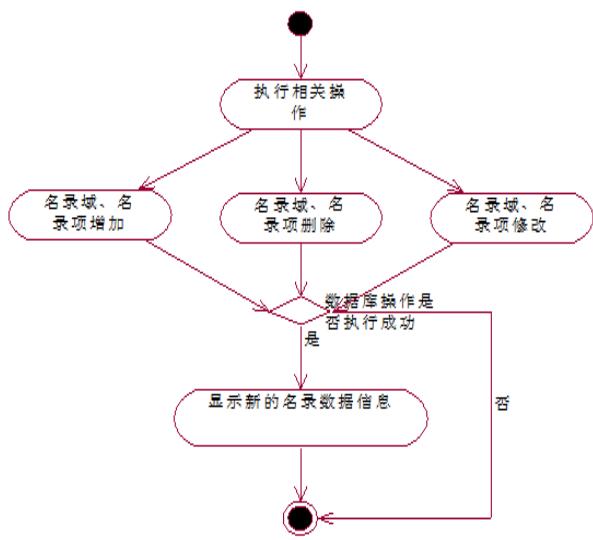 执行相关操
作
名录域、名
录项增加
名录域、名
录项删除
名录域、名
录项修改
数据库操作是
否执行成功
是
显示新的名录数据信息
否